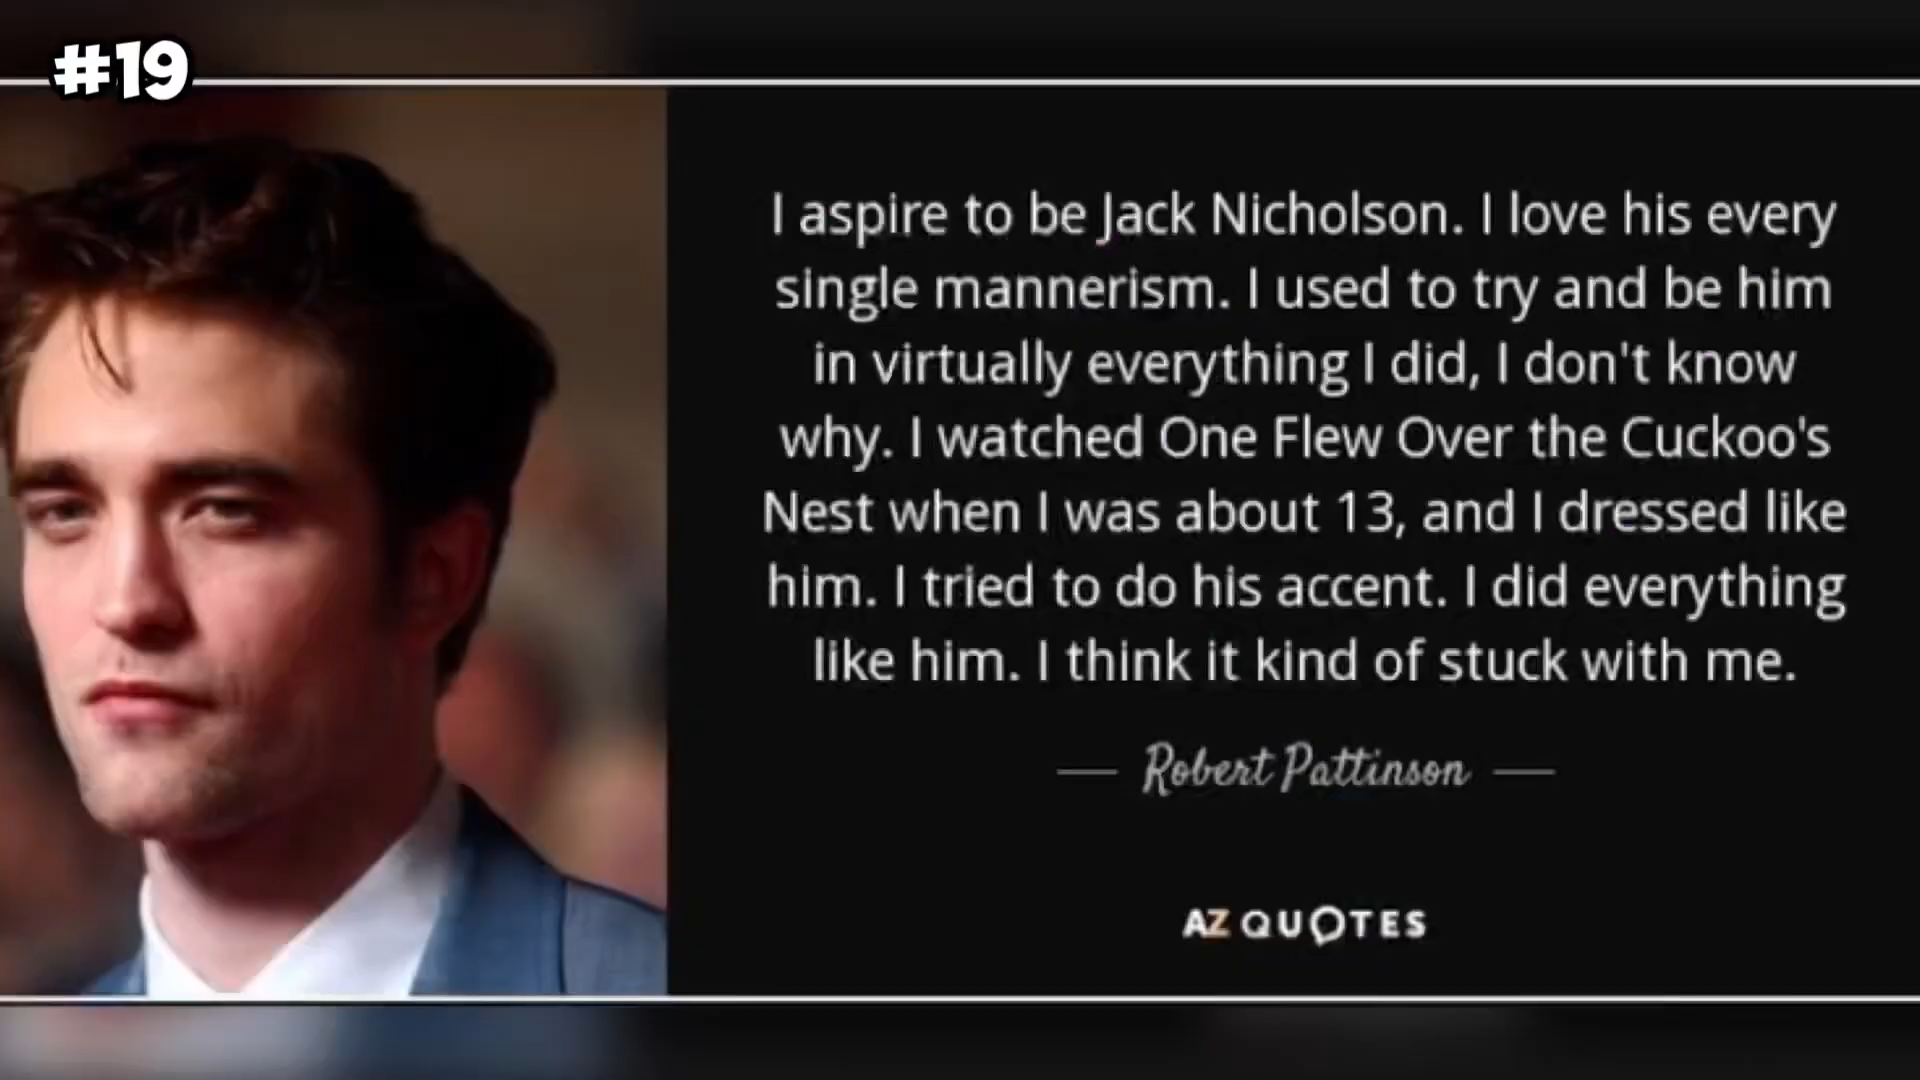 #19
I aspire to be Jack Nicholson. I love his every
single mannerism. I used to try and be him
in virtually everything I did, I don't know
why. I watched One Flew Over the Cuckoo's
Nest when I was about 13, and I dressed like
him. I tried to do his accent. I did everything
like him. I think it kind of stuck with me.
— Robert Pattinson —
AZ QUOTES